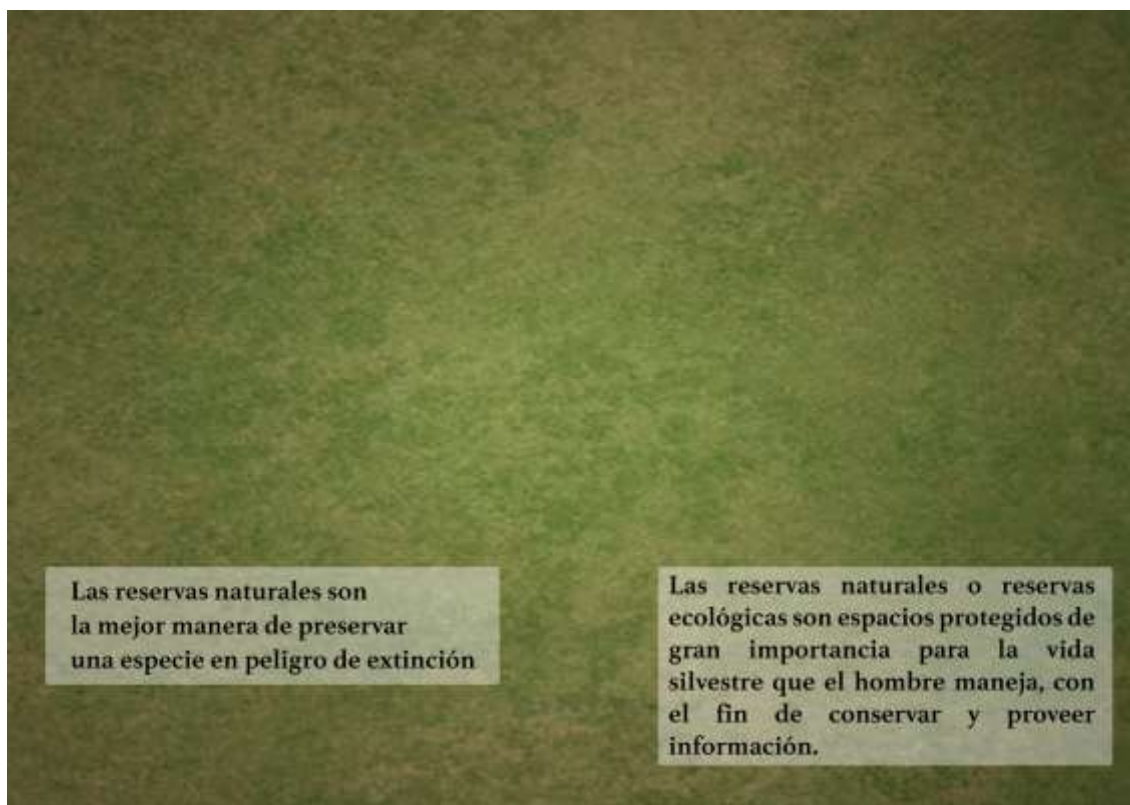 Las reservas naturales son
la mejor manera de preservar
una especie en peligro de extinción
Las reservas naturales o reservas
ecológicas son espacios protegidos de
gran importancia para la vida
silvestre que el hombre maneja, con
el fin de conservar y proveer
información.